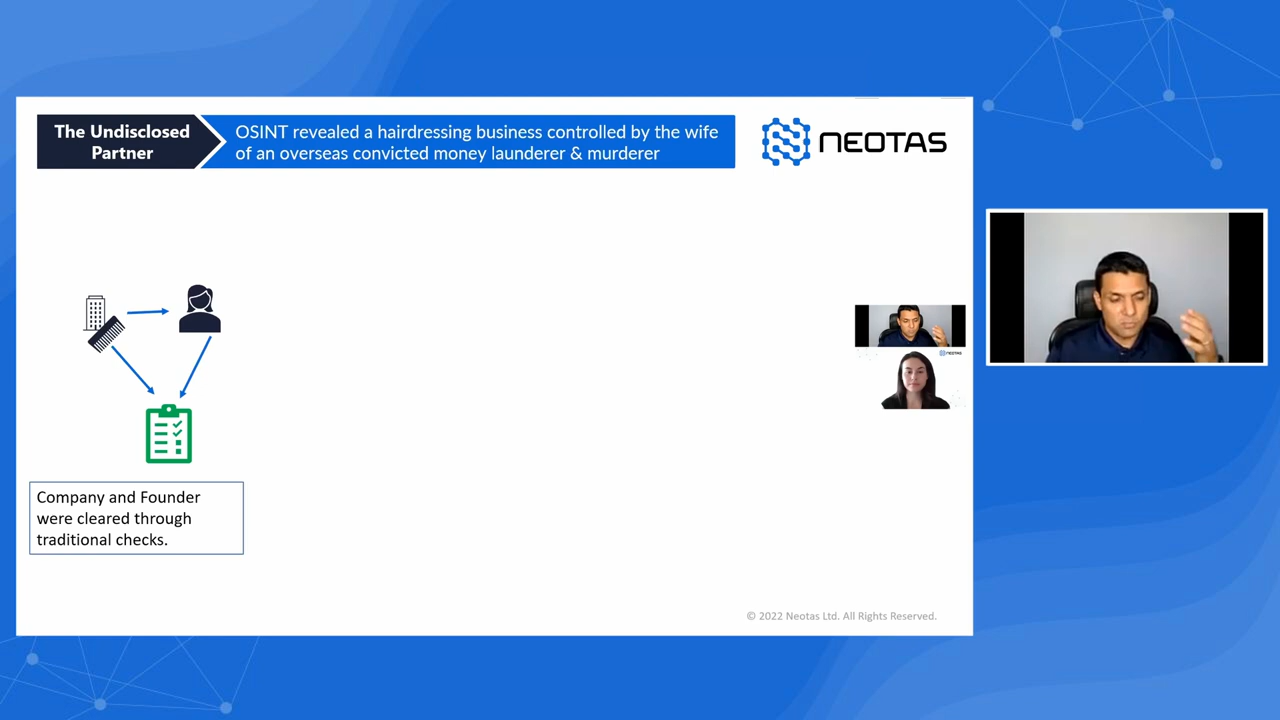 The Undisclosed
Partner
OSINT revealed a hairdressing business controlled by the wife
of an overseas convicted money launderer & murderer
NEOTAS
NEOTAS
Company and Founder
were cleared through
traditional checks.
© 2022 Neotas Ltd. All Rights Reserved.